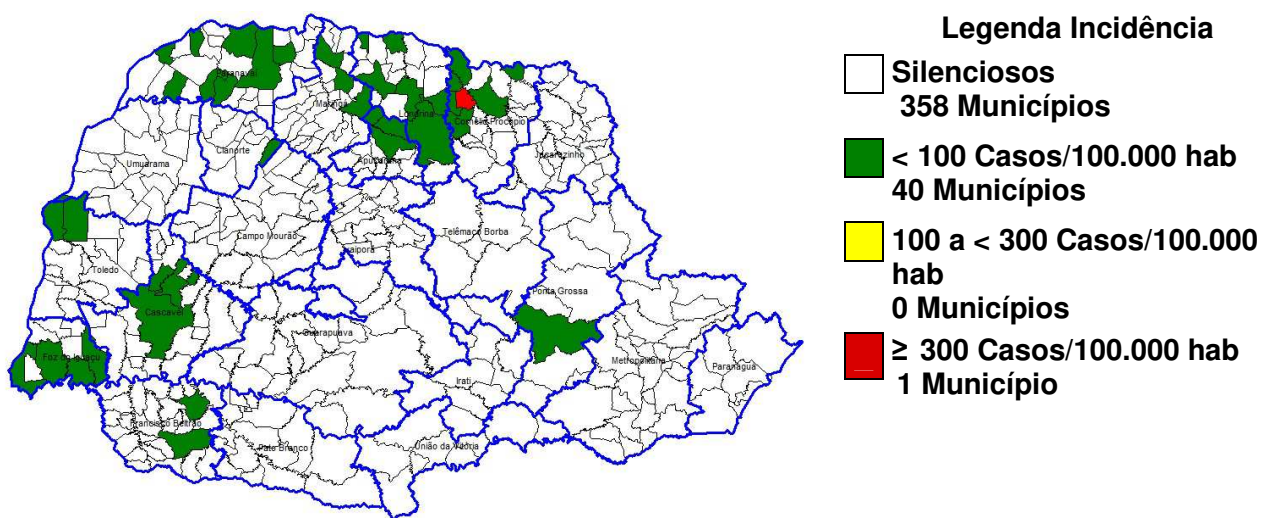 Legenda Incidência
Silenciosos
358 Municípios
< 100 Casos/100.000 hab
40 Municípios
100 a < 300 Casos/100.000
hab
0 Municípios
≥ 300 Casos/100.000 hab
1 Município
Paranavaí
Maringá
Londrina
Cornélio Procópio
Jacarezinho
Umuarama
Cianorte
Apucarana
Campo Mourão
Ivaiporã
Telêmaco Borba
Toledo
Cascavel
Ponta Grossa
Guarapuava
Foz do Iguaçu
Metropolitana
Paranaguá
Irati
Francisco Beltrão
Pato Branco
União da Vitória